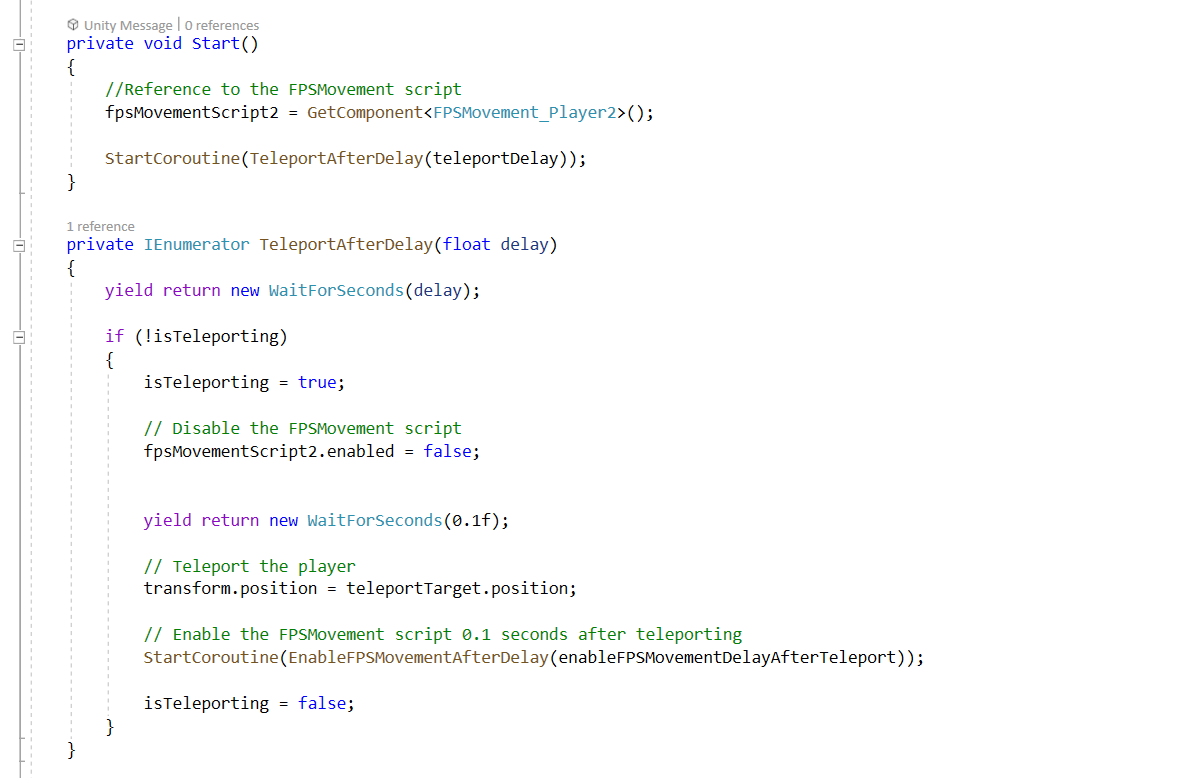 Unity Message | 0 references
private void Start()
{
//Reference to the FPSMovement script
fpsMovementScript2 = GetComponent<FPSMovement_Player2>();
StartCoroutine(TeleportAfterDelay(teleportDelay));
}
1 reference
private IEnumerator TeleportAfterDelay(float delay)
{
yield return new WaitForSeconds(delay);
if (!isTeleporting)
{
isTeleporting = true;
// Disable the FPSMovement script
fpsMovementScript2.enabled = false;
yield return new WaitForSeconds(0.1f);
// Teleport the player
transform.position = teleportTarget.position;
// Enable the FPSMovement script 0.1 seconds after teleporting
StartCoroutine(EnableFPSMovementAfterDelay(enableFPSMovementDelayAfterTeleport));
isTeleporting = false;
}
}